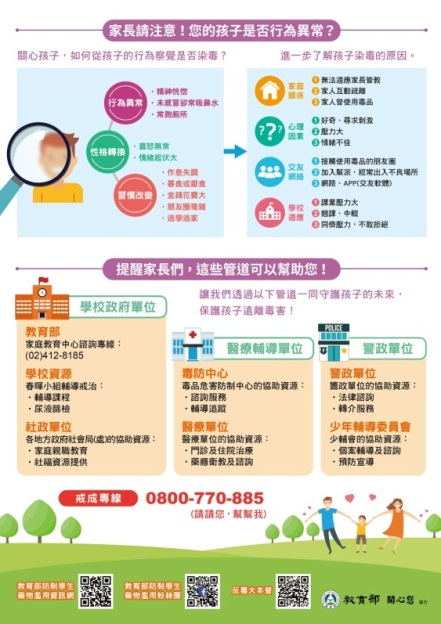 家長請注意！您的孩子是否行為異常？
關心孩子，如何從孩子的行為察覺是否染毒？
進一步了解孩子染毒的原因。
行為異常
・精神恍惚
・未感冒卻常吸鼻水
・常跑廁所
性格轉換
・喜怒無常
・情緒起伏大
習慣改變
・作息失調
・暴食或厭食
・金錢花費大
・朋友圈複雜
・逃學逃家
家庭關係
1 無法適應家長管教
2 家人互動疏離
3 家人曾使用毒品
心理因素
1 好奇、尋求刺激
2 壓力大
3 情緒不佳
交友網絡
1 接觸使用毒品的朋友圈
2 加入幫派，經常出入不良場所
3 網路、APP(交友軟體)
學校適應
1 課業壓力大
2 翹課、中輟
3 同儕壓力，不敢拒絕
提醒家長們，這些管道可以幫助您！
讓我們透過以下管道一同守護孩子的未來，
保護孩子遠離毒害！
學校政府單位
教育部
家庭教育中心諮詢專線：
(02)412-8185
學校資源
春暉小組輔導戒治：
・輔導課程
・尿液篩檢
社政單位
各地方政府社會局(處)的協助資源：
・家庭親職教育
・社福資源提供
醫療輔導單位
毒防中心
毒品危害防制中心的協助資源：
・諮詢服務
・輔導追蹤
醫療單位
醫療單位的協助資源：
・門診及住院治療
・藥癮衛教及諮詢
POLICE
警政單位
警政單位
警政單位的協助資源：
・法律諮詢
・轉介服務
少年輔導委員會
少輔會的協助資源：
・個案輔導及諮詢
・預防宣導
戒成專線 0800-770-885
(請請您，幫幫我)
教育部防制學生
藥物濫用資訊網
教育部防制學生
藥物濫用粉絲團
反毒大本營
教育部 關心您